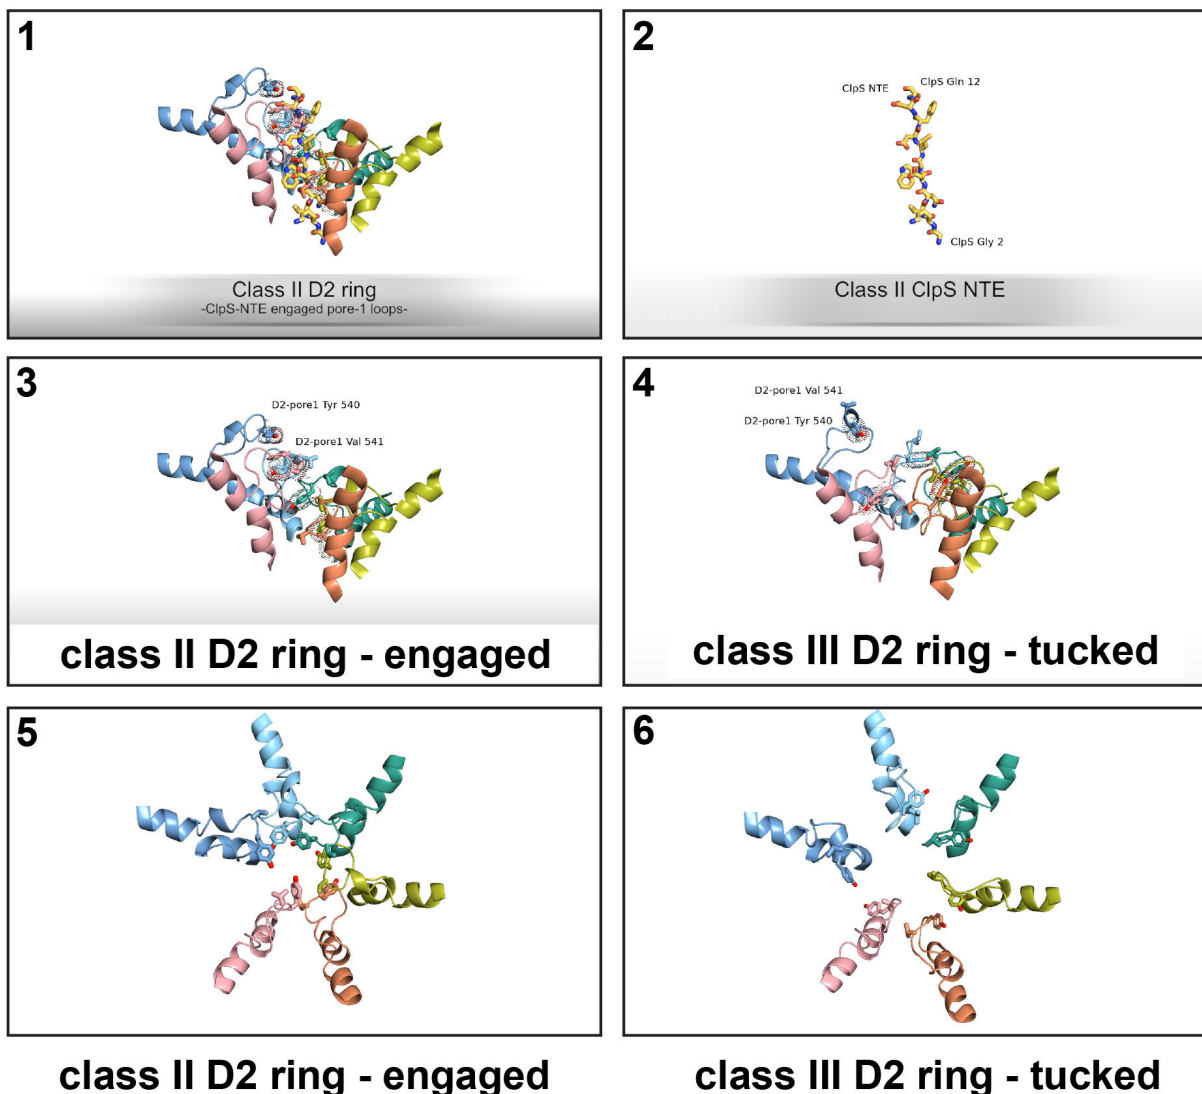 1
Class II D2 ring
-ClpS-NTE engaged pore-1 loops-
2
ClpS NTE
ClpS Gln 12
ClpS Gly 2
Class II ClpS NTE
3
D2-pore1 Tyr 540
D2-pore1 Val 541
class II D2 ring - engaged
4
D2-pore1 Val 541
D2-pore1 Tyr 540
class III D2 ring - tucked
5
class II D2 ring - engaged
6
class III D2 ring - tucked